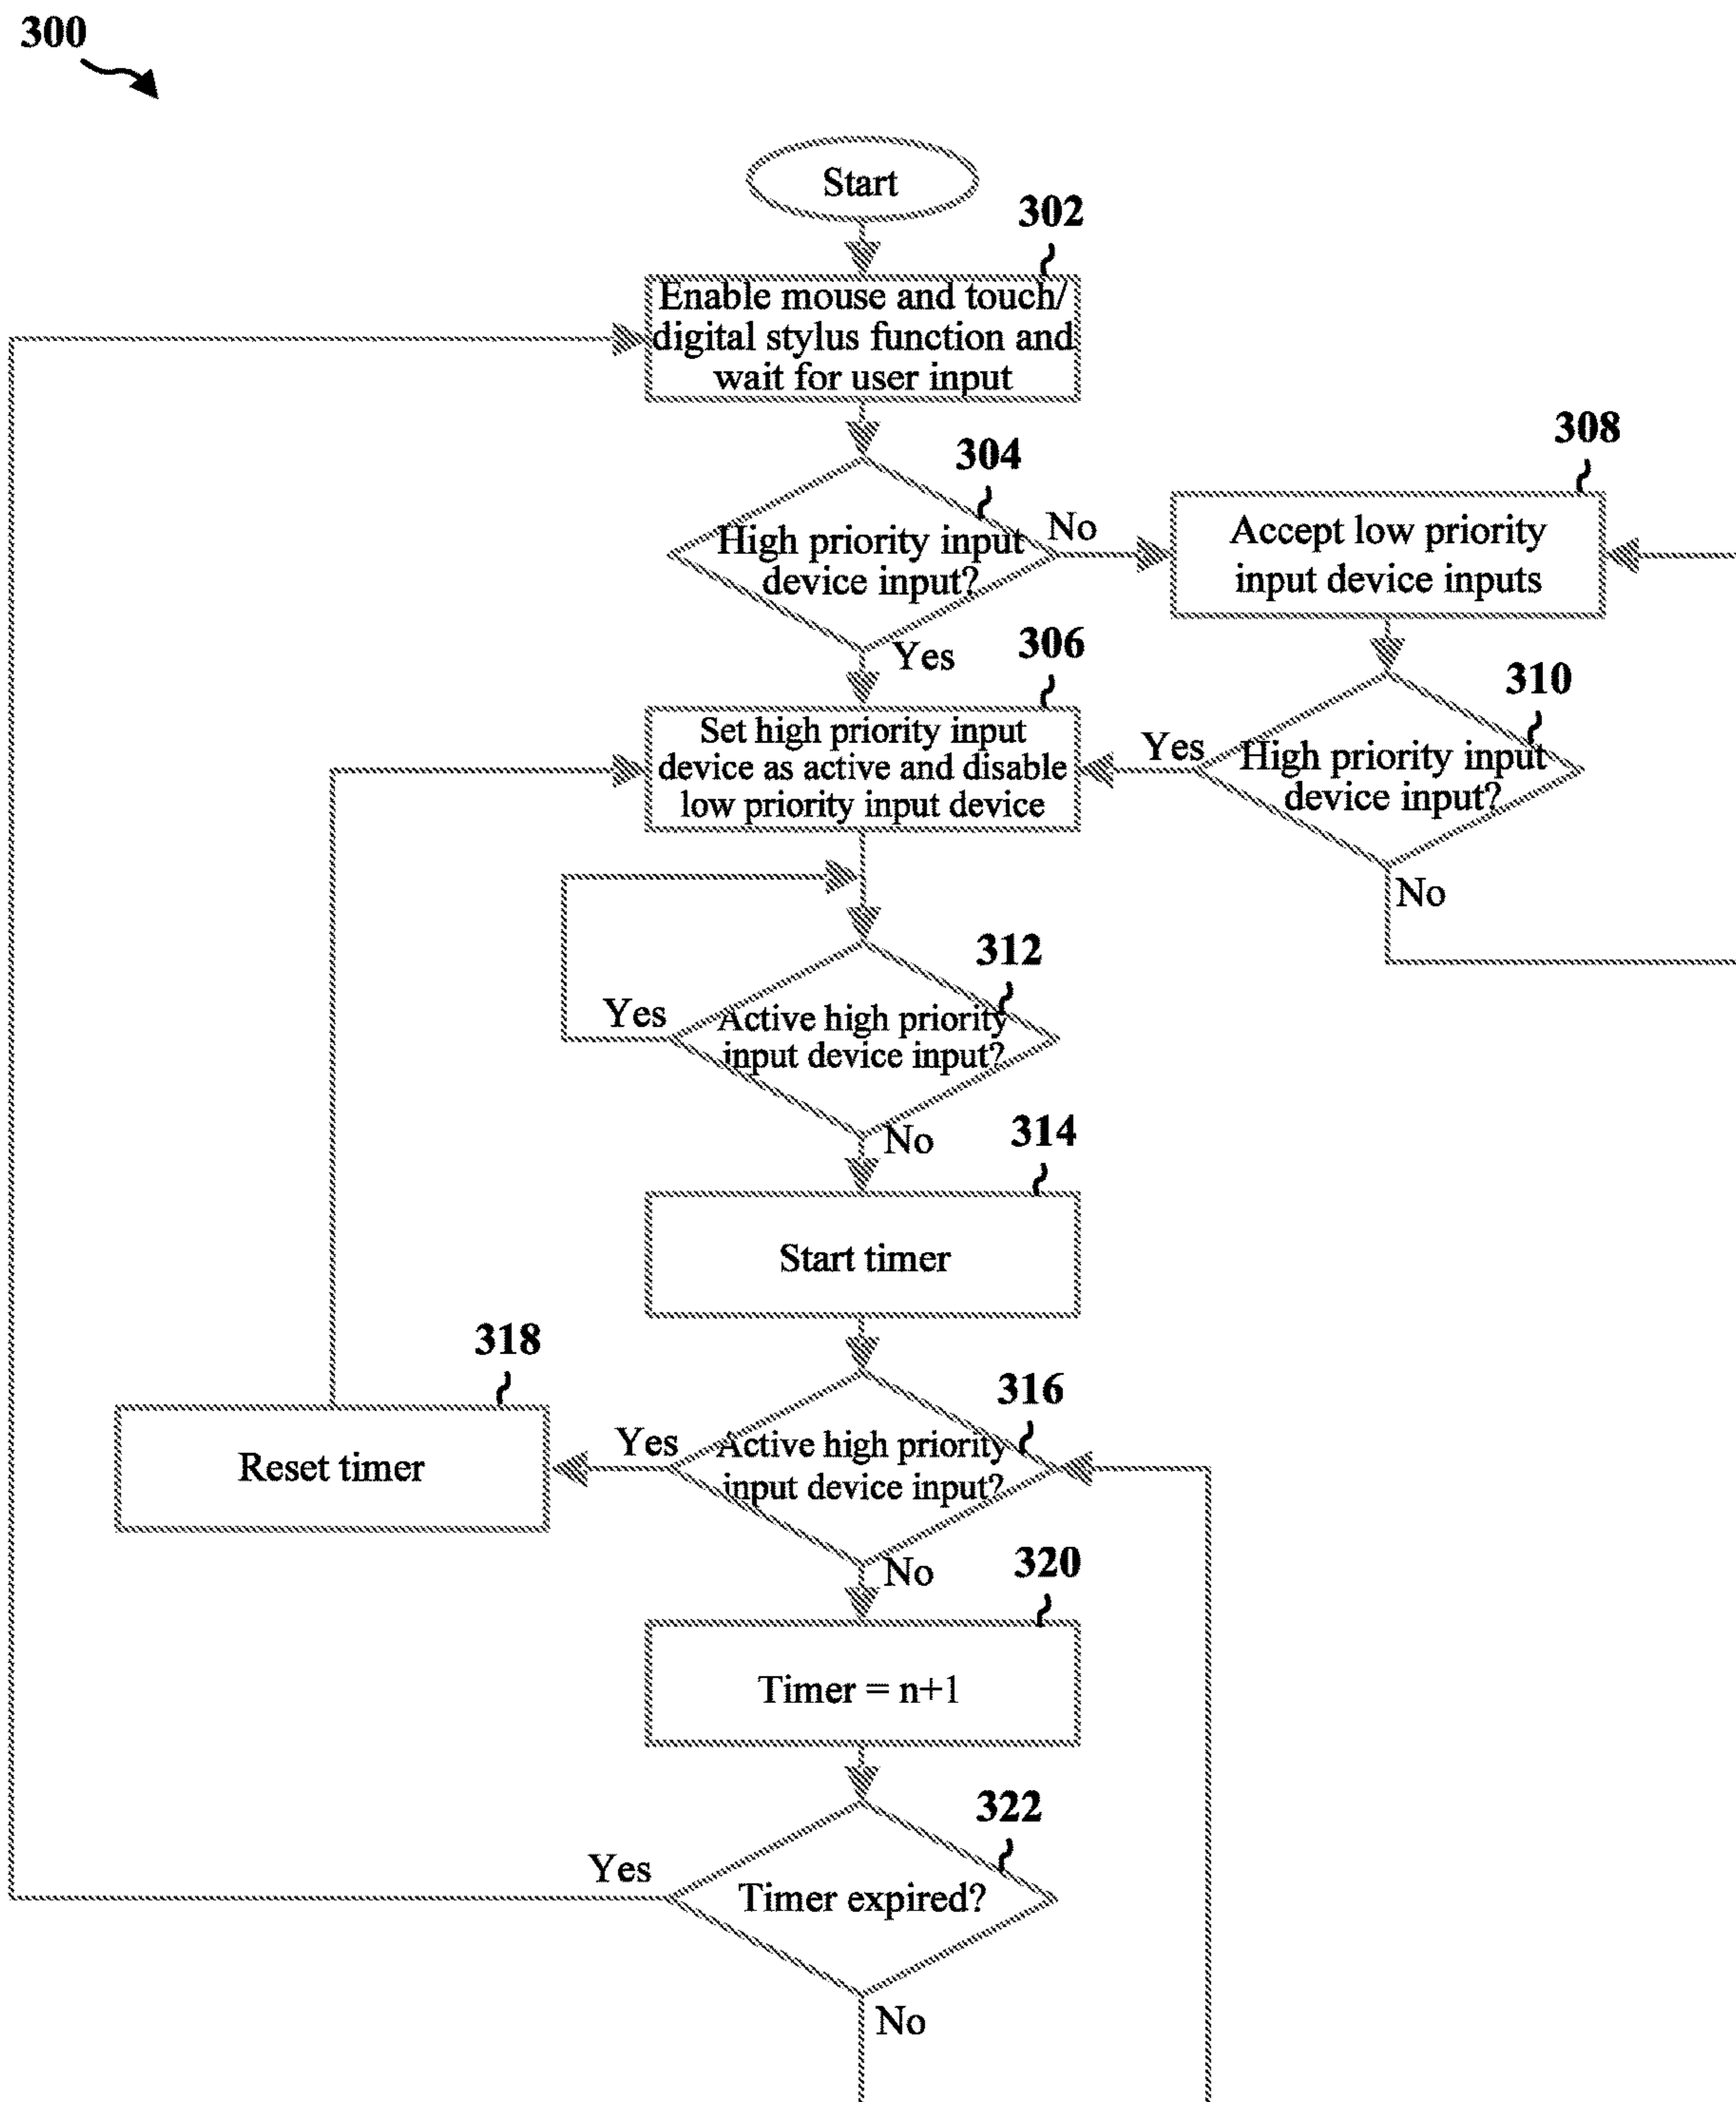 300
Start
302
Enable mouse and touch/
digital stylus function and
wait for user input
304
High priority input
device input?
No
Yes
308
Accept low priority
input device inputs
306
Set high priority input
device as active and disable
low priority input device
310
High priority input
device input?
Yes
No
312
Active high priority
input device input?
Yes
No
314
Start timer
316
Active high priority
input device input?
Yes
No
318
Reset timer
320
Timer = n+1
322
Timer expired?
Yes
No